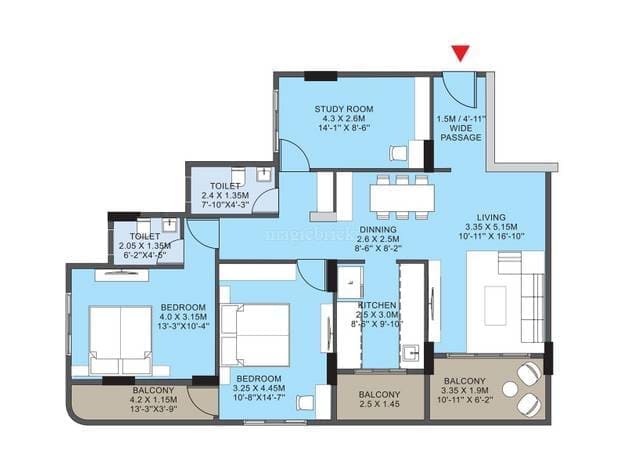 STUDY ROOM
4.3 X 2.6M
14'-1" X 8'-6"
1.5M / 4'-11"
WIDE
PASSAGE
TOILET
2.4 X 1.35M
7'-10"X4'-3"
TOILET
2.05 X 1.35M
6'-2"X4'-5"
DINNING
2.6 X 2.5M
8'-6" X 8'-2"
LIVING
3.35 X 5.15M
10'-11" X 16'-10"
magicbricks
BEDROOM
4.0 X 3.15M
13'-3"X10'-4"
KITCHEN
2.5 X 3.0M
8'-6" X 9'-10"
BEDROOM
3.25 X 4.45M
10'-8"X14'-7"
BALCONY
4.2 X 1.15M
13'-3"X3'-9"
BALCONY
2.5 X 1.45
BALCONY
3.35 X 1.9M
10'-11" X 6'-2"